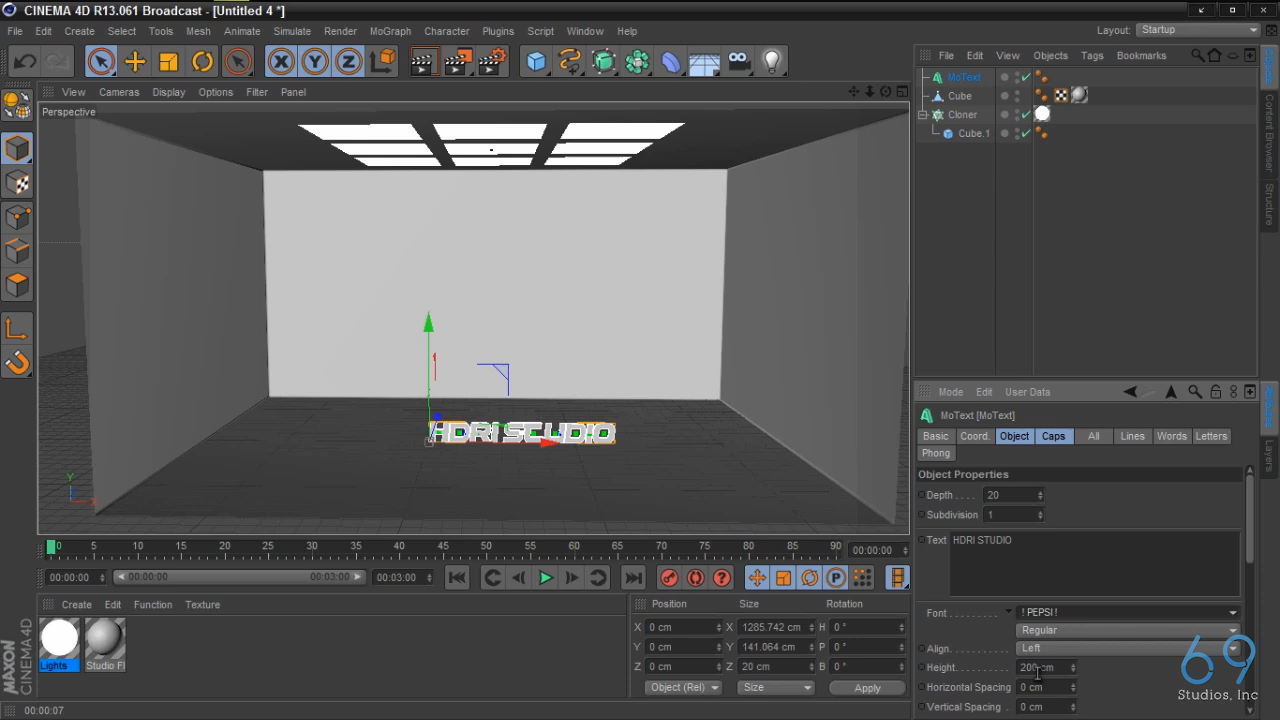 CINEMA 4D R13.061 Broadcast - [Untitled 4 *]
File Edit Create Select Tools Mesh Animate Simulate Render MoGraph Character Plugins Script Window Help Layout: Startup
File Edit View Objects Tags Bookmarks
X Y Z
View Cameras Display Options Filter Panel
Perspective
MoText
Cube
Cloner
Cube.1
Objects
Content Browser
Structure
HDRI STUDIO
Y
X
Mode Edit User Data
MoText [MoText]
Basic Coord. Object Caps All Lines Words Letters
Phong
Attributes
Layers
Object Properties
Depth . . . . 20
Subdivision 1
Text HDRI STUDIO
Font . . . . . . . . . ! PEPSI !
Regular
Align. . . . . . . . . Left
Height. . . . . . . . . 200 cm
Horizontal Spacing 0 cm
Vertical Spacing . 0 cm
0 5 10 15 20 25 30 35 40 45 50 55 60 65 70 75 80 85 90 00:00:00
00:00:00 00:00:00 00:03:00 00:03:00
P
Create Edit Function Texture
Lights
Studio Fl
Position Size Rotation
X 0 cm X 1285.742 cm H 0 °
Y 0 cm Y 141.064 cm P 0 °
Z 0 cm Z 20 cm B 0 °
Object (Rel) Size Apply
MAXON
CINEMA 4D
00:00:07
69
Studios, Inc